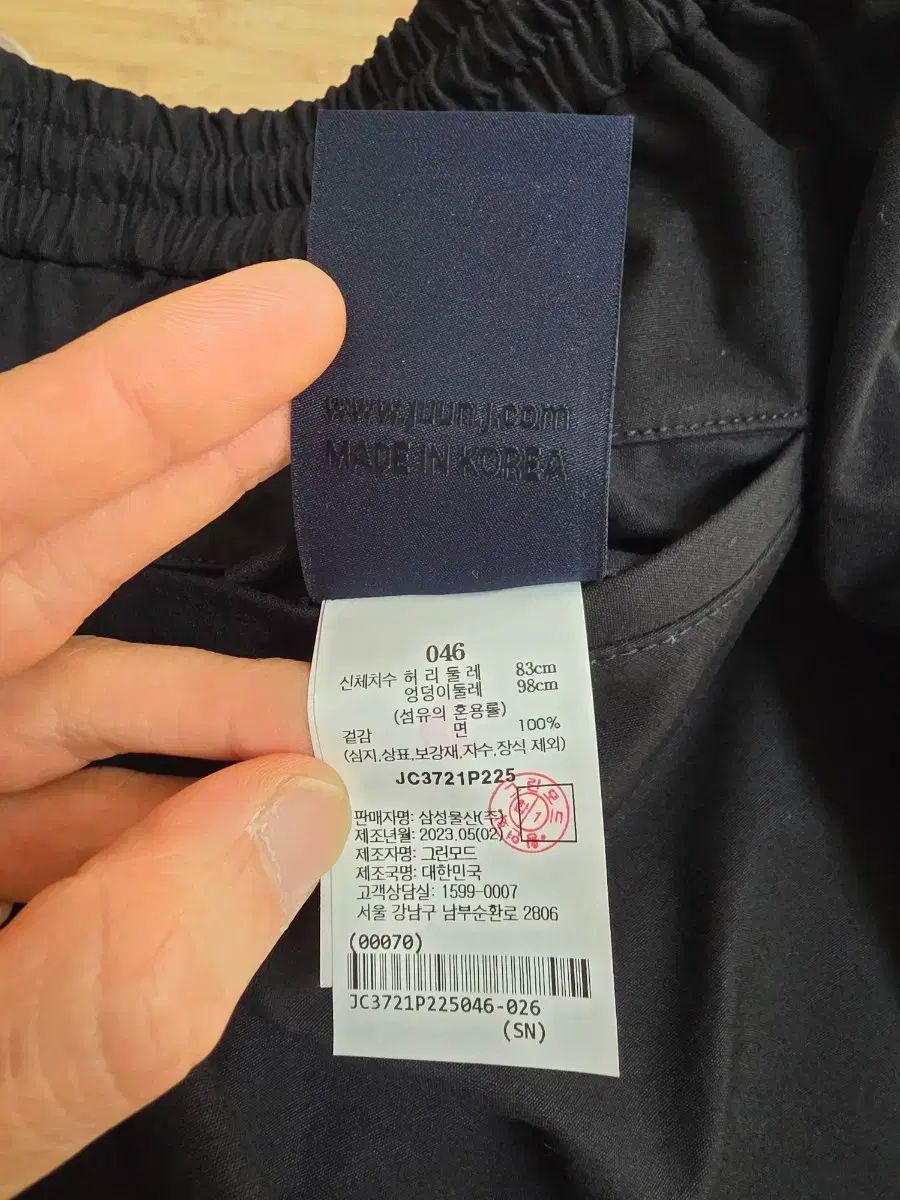 www.juunj.com
MADE IN KOREA
046
신체치수 허 리 둘 레 83cm
엉덩이둘레 98cm
(섬유의 혼용률)
겉감 면 100%
(심지,상표,보강재,자수,장식 제외)
JC3721P225
판매자명: 삼성물산(주)
제조년월: 2023.05(02)
제조자명: 그린모드
제조국명: 대한민국
고객상담실: 1599-0007
서울 강남구 남부순환로 2806
(00070)
JC3721P225046-026
(SN)